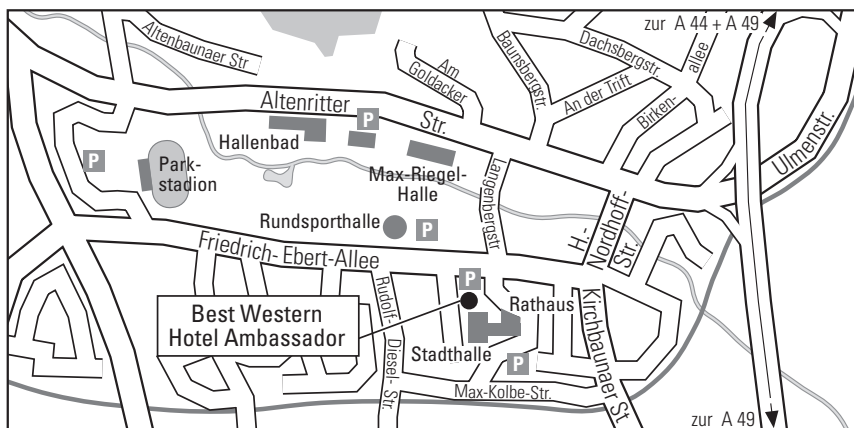 zur A 44 + A 49
Altenbaunaer Str
Am
Goldacker
Baunsbergstr.
Dachsbergstr.
An der Trift
Birken-
allee
Ulmenstr.
Altenritter
Str.
P
Hallenbad
Max-Riegel-
Halle
Langenbergstr
P
Park-
stadion
Rundsporthalle
P
H.-
Nordhoff-
Str.
Friedrich-Ebert-Allee
P
Best Western
Hotel Ambassador
Rudolf-
Diesel-Str.
Rathaus
Stadthalle
P
Kirchbaunaer St
Max-Kolbe-Str.
zur A 49